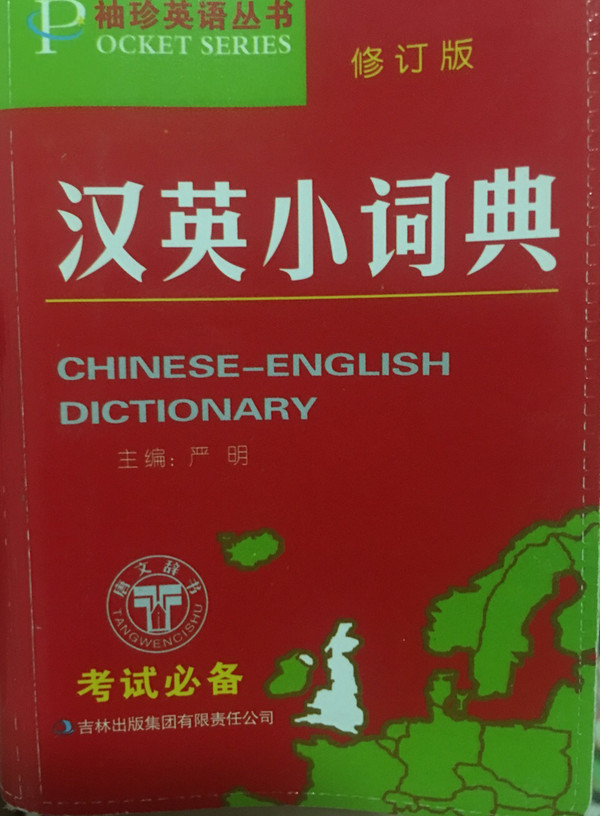 袖珍英语丛书
POCKET SERIES
修订版
汉英小词典
CHINESE-ENGLISH
DICTIONARY
主编：严明
唐文辞书
TANGWENCISHU
考试必备
吉林出版集团有限责任公司